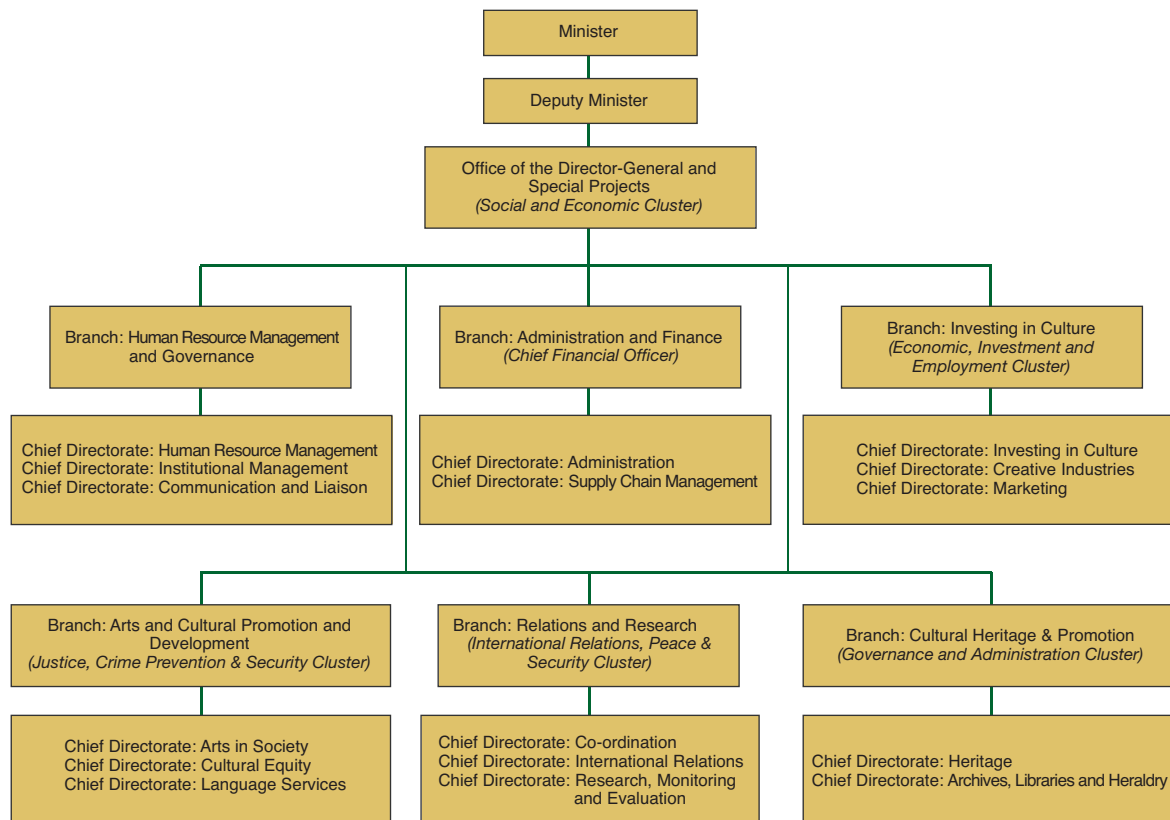 Minister
Deputy Minister
Office of the Director-General and
Special Projects
(Social and Economic Cluster)
Branch: Human Resource Management
and Governance
Branch: Administration and Finance
(Chief Financial Officer)
Branch: Investing in Culture
(Economic, Investment and
Employment Cluster)
Chief Directorate: Human Resource Management
Chief Directorate: Institutional Management
Chief Directorate: Communication and Liaison
Chief Directorate: Administration
Chief Directorate: Supply Chain Management
Chief Directorate: Investing in Culture
Chief Directorate: Creative Industries
Chief Directorate: Marketing
Branch: Arts and Cultural Promotion and
Development
(Justice, Crime Prevention & Security Cluster)
Branch: Relations and Research
(International Relations, Peace &
Security Cluster)
Branch: Cultural Heritage & Promotion
(Governance and Administration Cluster)
Chief Directorate: Arts in Society
Chief Directorate: Cultural Equity
Chief Directorate: Language Services
Chief Directorate: Co-ordination
Chief Directorate: International Relations
Chief Directorate: Research, Monitoring
and Evaluation
Chief Directorate: Heritage
Chief Directorate: Archives, Libraries and Heraldry